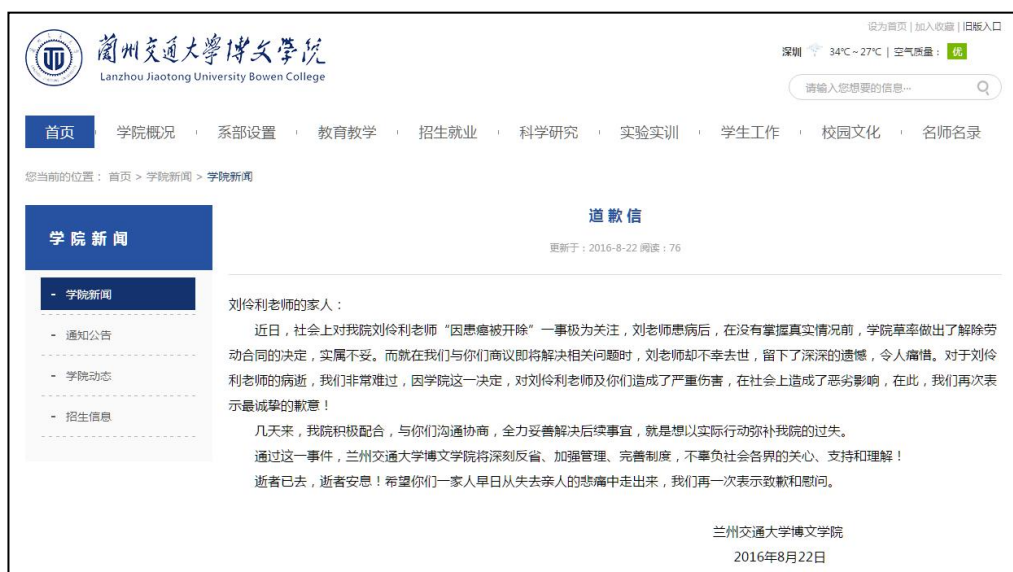 设为首页 | 加入收藏 | 旧版入口
蘭州交通大學博文学院
Lanzhou Jiaotong University Bowen College
深圳 34℃~27℃ | 空气质量： 优
请输入您想要的信息…
首页 学院概况 系部设置 教育教学 招生就业 科学研究 实验实训 学生工作 校园文化 名师名录
您当前的位置： 首页 > 学院新闻 > 学院新闻
学院新闻
- 学院新闻
- 通知公告
- 学院动态
- 招生信息
道歉信
更新于：2016-8-22 阅读：76
刘伶利老师的家人：
近日，社会上对我院刘伶利老师“因患癌被开除”一事极为关注，刘老师患病后，在没有掌握真实情况前，学院草率做出了解除劳
动合同的决定，实属不妥。而就在我们与你们商议即将解决相关问题时，刘老师却不幸去世，留下了深深的遗憾，令人痛惜。对于刘伶
利老师的病逝，我们非常难过，因学院这一决定，对刘伶利老师及你们造成了严重伤害，在社会上造成了恶劣影响，在此，我们再次表
示最诚挚的歉意！
几天来，我院积极配合，与你们沟通协商，全力妥善解决后续事宜，就是想以实际行动弥补我院的过失。
通过这一事件，兰州交通大学博文学院将深刻反省、加强管理、完善制度，不辜负社会各界的关心、支持和理解！
逝者已去，逝者安息！希望你们一家人早日从失去亲人的悲痛中走出来，我们再一次表示致歉和慰问。
兰州交通大学博文学院
2016年8月22日